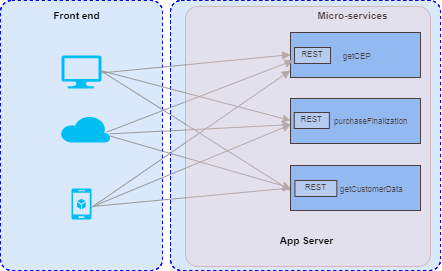 Front end
Micro-services
REST
getCEP
REST
purchaseFinalization
REST
getCustomerData
App Server